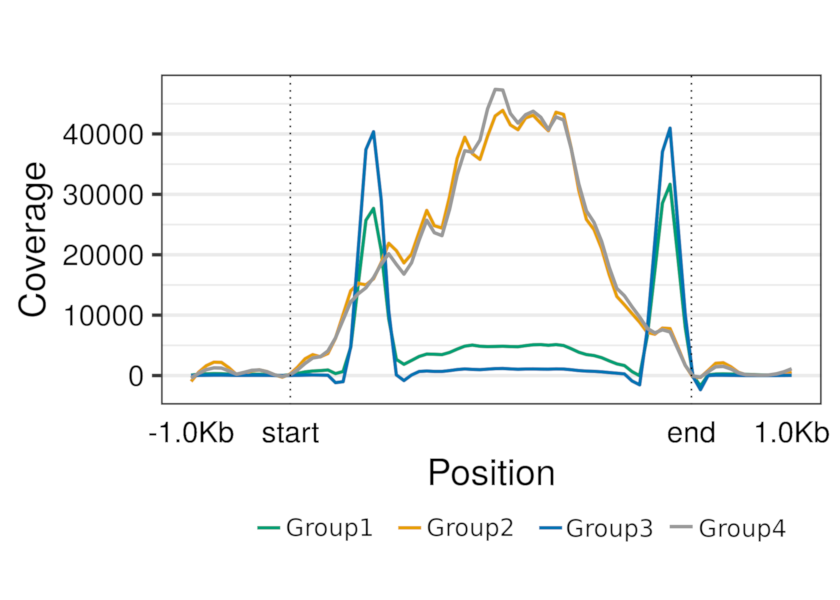 Coverage
40000
30000
20000
10000
0
-1.0Kb start end 1.0Kb
Position
Group1 Group2 Group3 Group4